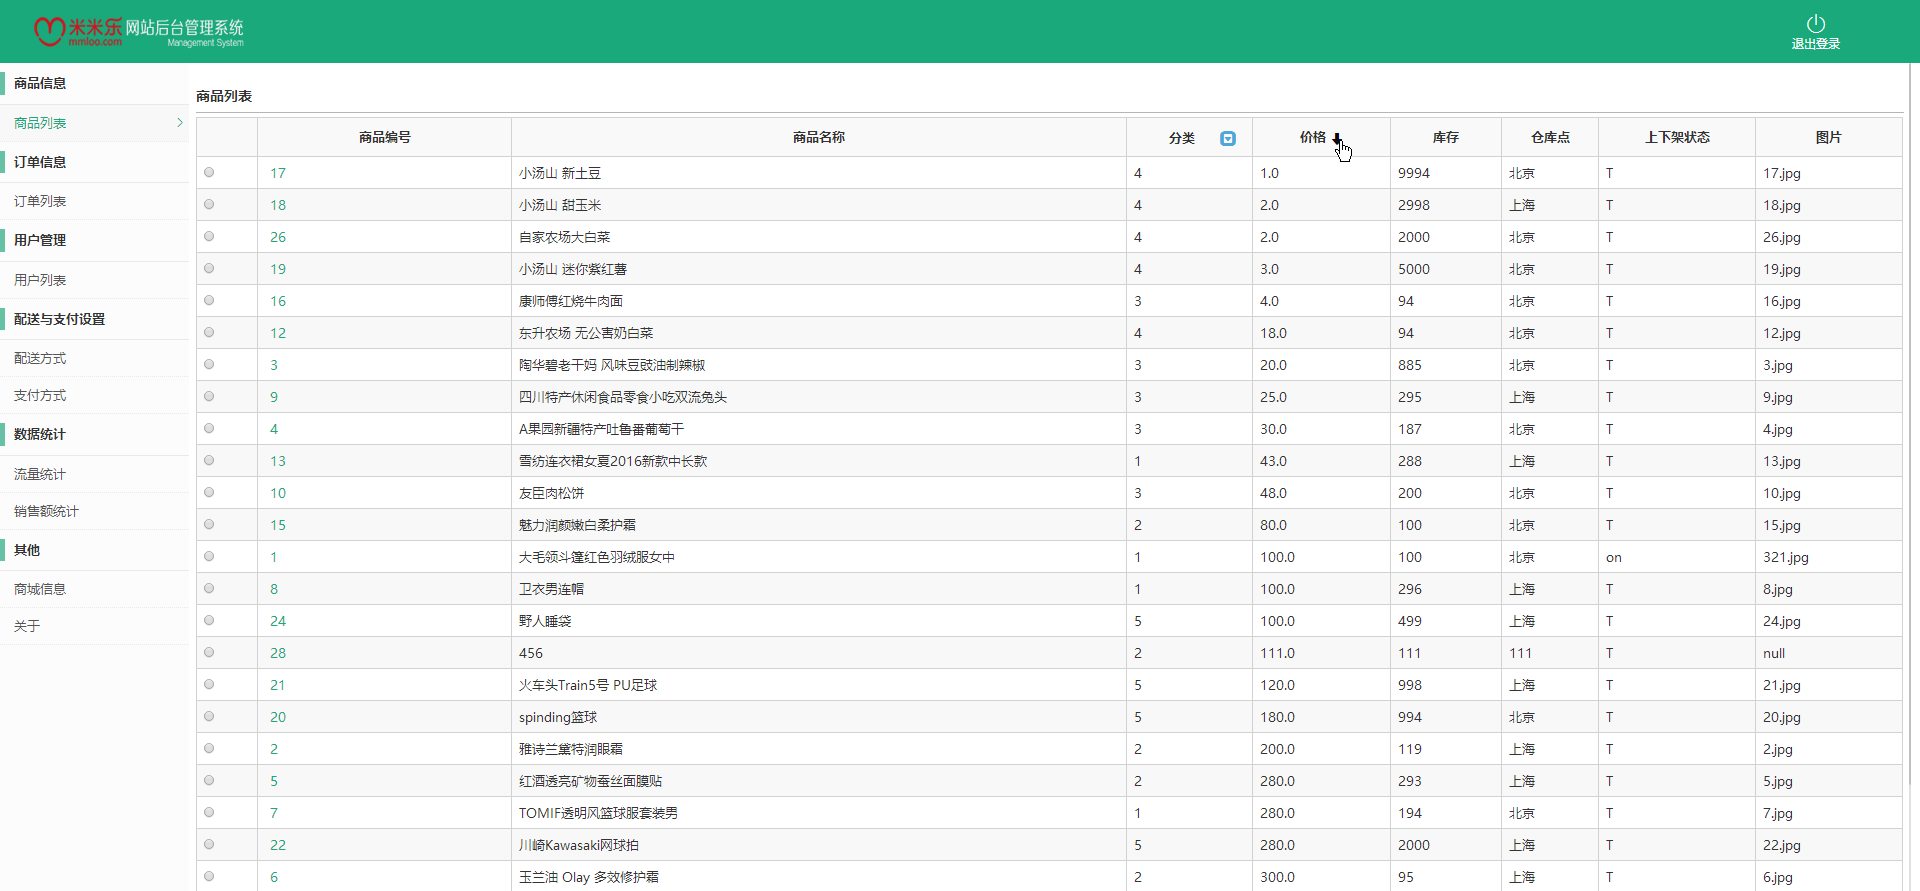 米米乐 网站后台管理系统
mmloo.com Management System
退出登录
商品信息
商品列表
订单信息
订单列表
用户管理
用户列表
配送与支付设置
配送方式
支付方式
数据统计
流量统计
销售额统计
其他
商城信息
关于
商品列表
商品编号 商品名称 分类 价格 库存 仓库点 上下架状态 图片
17 小汤山 新土豆 4 1.0 9994 北京 T 17.jpg
18 小汤山 甜玉米 4 2.0 2998 上海 T 18.jpg
26 自家农场大白菜 4 2.0 2000 北京 T 26.jpg
19 小汤山 迷你紫红薯 4 3.0 5000 北京 T 19.jpg
16 康师傅红烧牛肉面 3 4.0 94 北京 T 16.jpg
12 东升农场 无公害奶白菜 4 18.0 94 北京 T 12.jpg
3 陶华碧老干妈 风味豆豉油制辣椒 3 20.0 885 北京 T 3.jpg
9 四川特产休闲食品零食小吃双流兔头 3 25.0 295 上海 T 9.jpg
4 A果园新疆特产吐鲁番葡萄干 3 30.0 187 北京 T 4.jpg
13 雪纺连衣裙女夏2016新款中长款 1 43.0 288 上海 T 13.jpg
10 友臣肉松饼 3 48.0 200 北京 T 10.jpg
15 魅力润颜嫩白柔护霜 2 80.0 100 北京 T 15.jpg
1 大毛领斗篷红色羽绒服女中 1 100.0 100 北京 on 321.jpg
8 卫衣男连帽 1 100.0 296 上海 T 8.jpg
24 野人睡袋 5 100.0 499 上海 T 24.jpg
28 456 2 111.0 111 111 T null
21 火车头Train5号 PU足球 5 120.0 998 上海 T 21.jpg
20 spinding篮球 5 180.0 994 北京 T 20.jpg
2 雅诗兰黛特润眼霜 2 200.0 119 上海 T 2.jpg
5 红酒透亮矿物蚕丝面膜贴 2 280.0 293 上海 T 5.jpg
7 TOMIF透明风篮球服套装男 1 280.0 194 北京 T 7.jpg
22 川崎Kawasaki网球拍 5 280.0 2000 上海 T 22.jpg
6 玉兰油 Olay 多效修护霜 2 300.0 95 上海 T 6.jpg